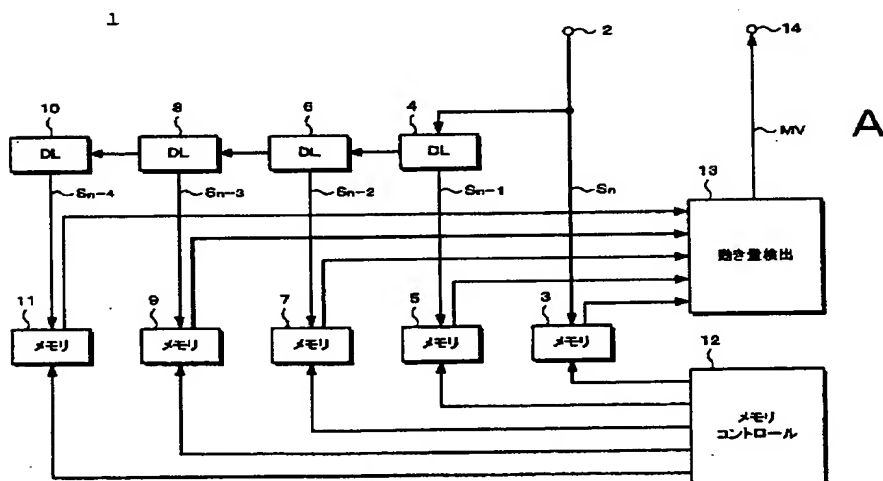 1
2
14
10
8
6
4
DL
DL
DL
DL
MV
A
Sn-4
Sn-3
Sn-2
Sn-1
Sn
13
動き量検出
11
9
7
5
3
メモリ
メモリ
メモリ
メモリ
メモリ
12
メモリ
コントロール